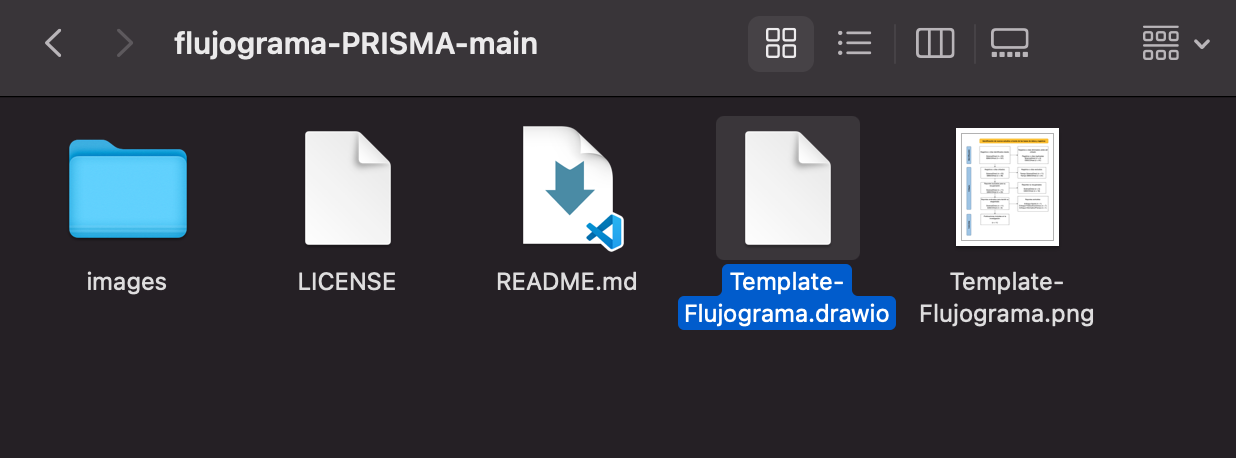 flujograma-PRISMA-main
images
LICENSE
README.md
Template-
Flujograma.drawio
Template-
Flujograma.png